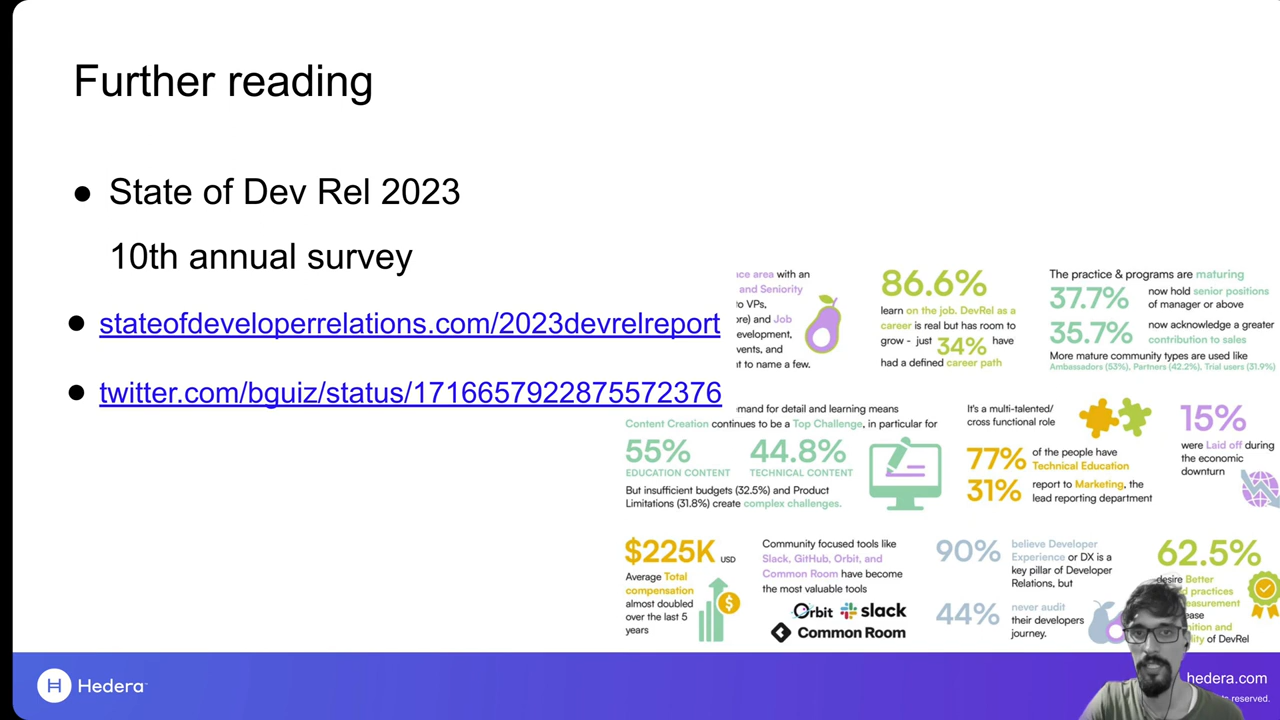 Further reading
● State of Dev Rel 2023
10th annual survey
● stateofdeveloperrelations.com/2023devrelreport
● twitter.com/bguiz/status/1716657922875572376
area with an
and Seniority
VPs,
and Job
and
to name a few.
86.6%
learn on the job. DevRel as a
career is real but has room to
grow - just 34% have
had a defined career path
The practice & programs are maturing
37.7% now hold senior positions
of manager or above
35.7% now acknowledge a greater
contribution to sales
More mature community types are used like
Ambassadors (53%), Partners (42.2%), Trial users (31.9%)
for detail and learning means
Content Creation continues to be a Top Challenge, in particular for
55% 44.8%
EDUCATION CONTENT TECHNICAL CONTENT
But insufficient budgets (32.5%) and Product
Limitations (31.8%) create complex challenges.
It's a multi-talented/
cross functional role
77% of the people have
Technical Education
31% report to Marketing, the
lead reporting department
15%
were Laid off during
the economic
downturn
$225K USD
Average Total
compensation
almost doubled
over the last 5
years
Community focused tools like
Slack, GitHub, Orbit, and
Common Room have become
the most valuable tools
Orbit slack
Common Room
90% believe Developer
Experience or DX is a
key pillar of Developer
Relations, but
44% never audit
their developers
journey.
62.5%
desire Better
practices
and
of DevRel
H Hedera
hedera.com
reserved.